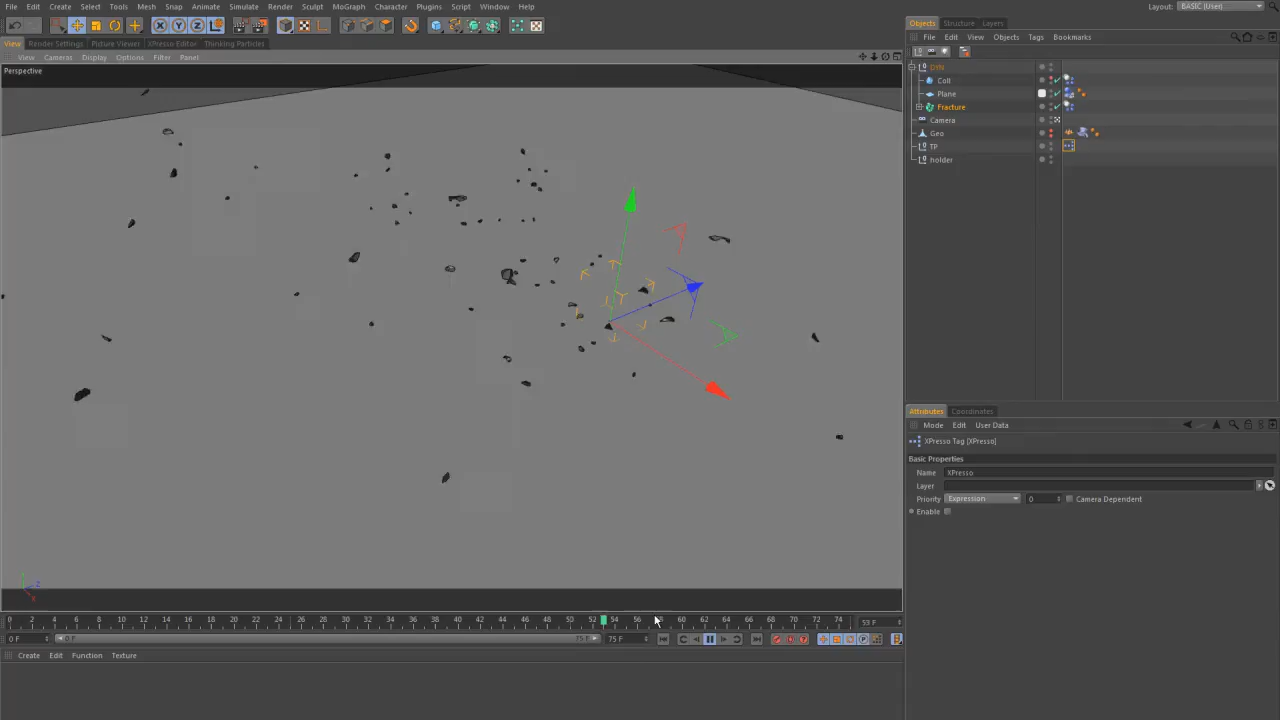 File Edit Create Select Tools Mesh Snap Animate Simulate Render Sculpt MoGraph Character Plugins Script Window Help
Layout: BASIC (User)
View Render Settings Picture Viewer XPresso Editor Thinking Particles
Objects Structure Layers
View Cameras Display Options Filter Panel
File Edit View Objects Tags Bookmarks
Perspective
Plane
Fracture
Camera
Geo
TP
holder
Attributes Coordinates
Mode Edit User Data
XPresso Tag [XPresso]
Basic Properties
Name XPresso
Layer
Priority Expression 0 Camera Dependent
Enable
0 2 4 6 8 10 12 14 16 18 20 22 24 26 28 30 32 34 36 38 40 42 44 46 48 50 52 54 56 58 60 62 64 66 68 70 72 74 53 F
0 F 0 F 75 F 75 F
Create Edit Function Texture